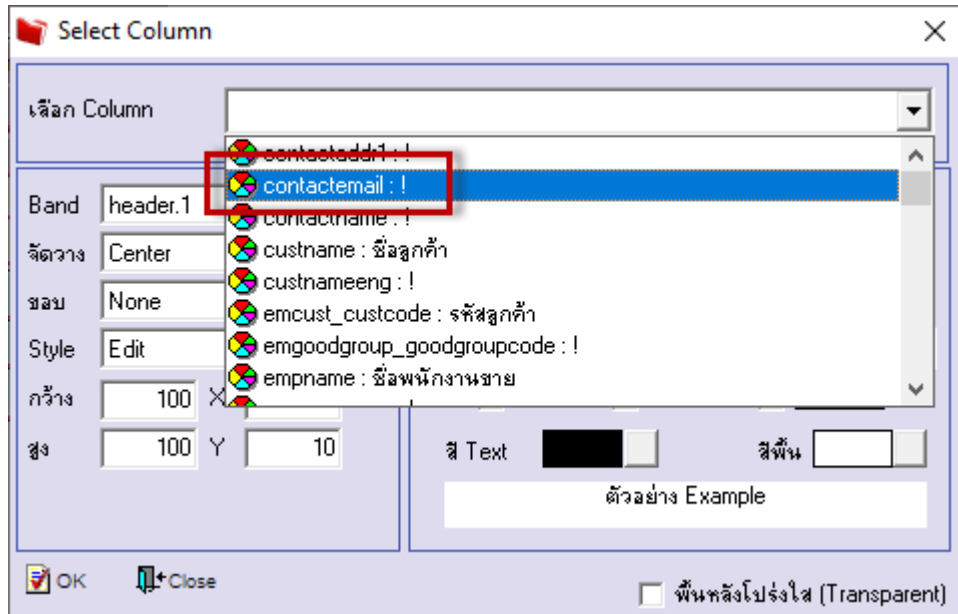 Select Column
เลือก Column
contactaddr1 : !
contactemail : !
contactname : !
custname : ชื่อลูกค้า
custnameeng : !
emcust_custcode : รหัสลูกค้า
emgoodgroup_goodgroupcode : !
empname : ชื่อพนักงานขาย
Band header.1
จัดวาง Center
ขอบ None
Style Edit
กว้าง 100 X
สูง 100 Y 10
สี Text สีพื้น
ตัวอย่าง Example
OK Close
พื้นหลังโปร่งใส (Transparent)